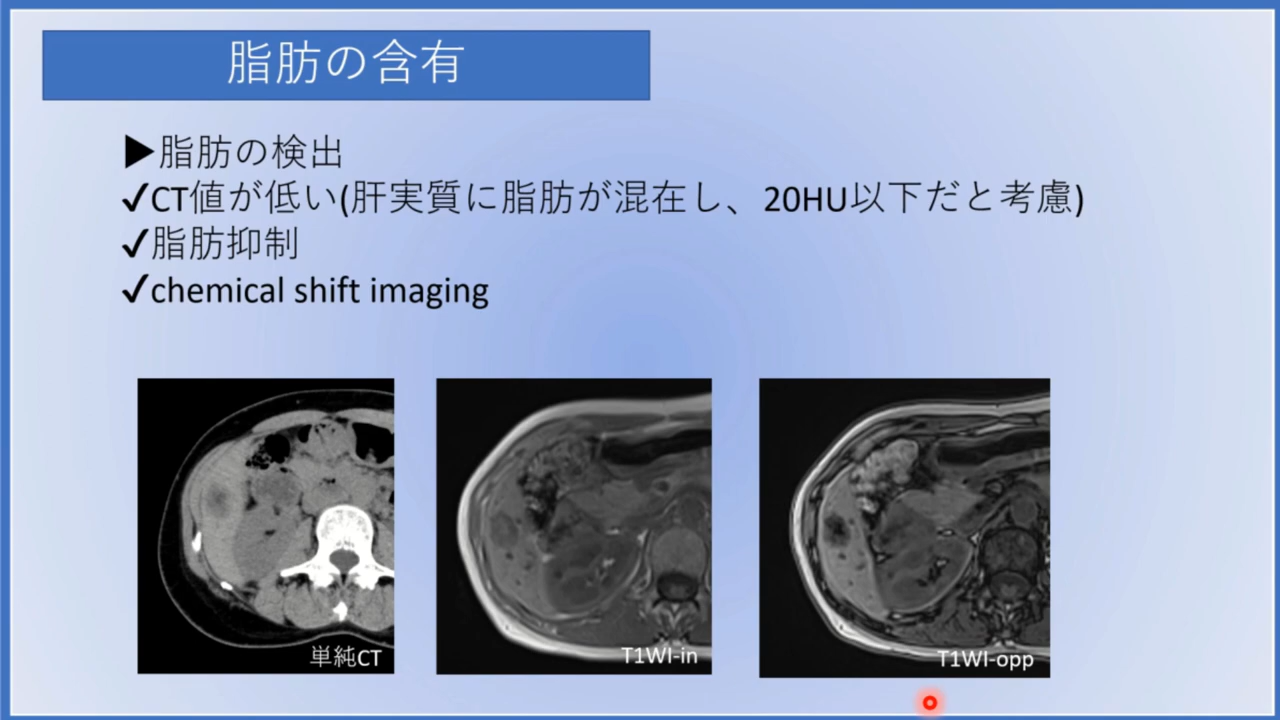 脂肪の含有
▶脂肪の検出
✓CT値が低い(肝実質に脂肪が混在し、20HU以下だと考慮)
✓脂肪抑制
✓chemical shift imaging
単純CT
T1WI-in
T1WI-opp